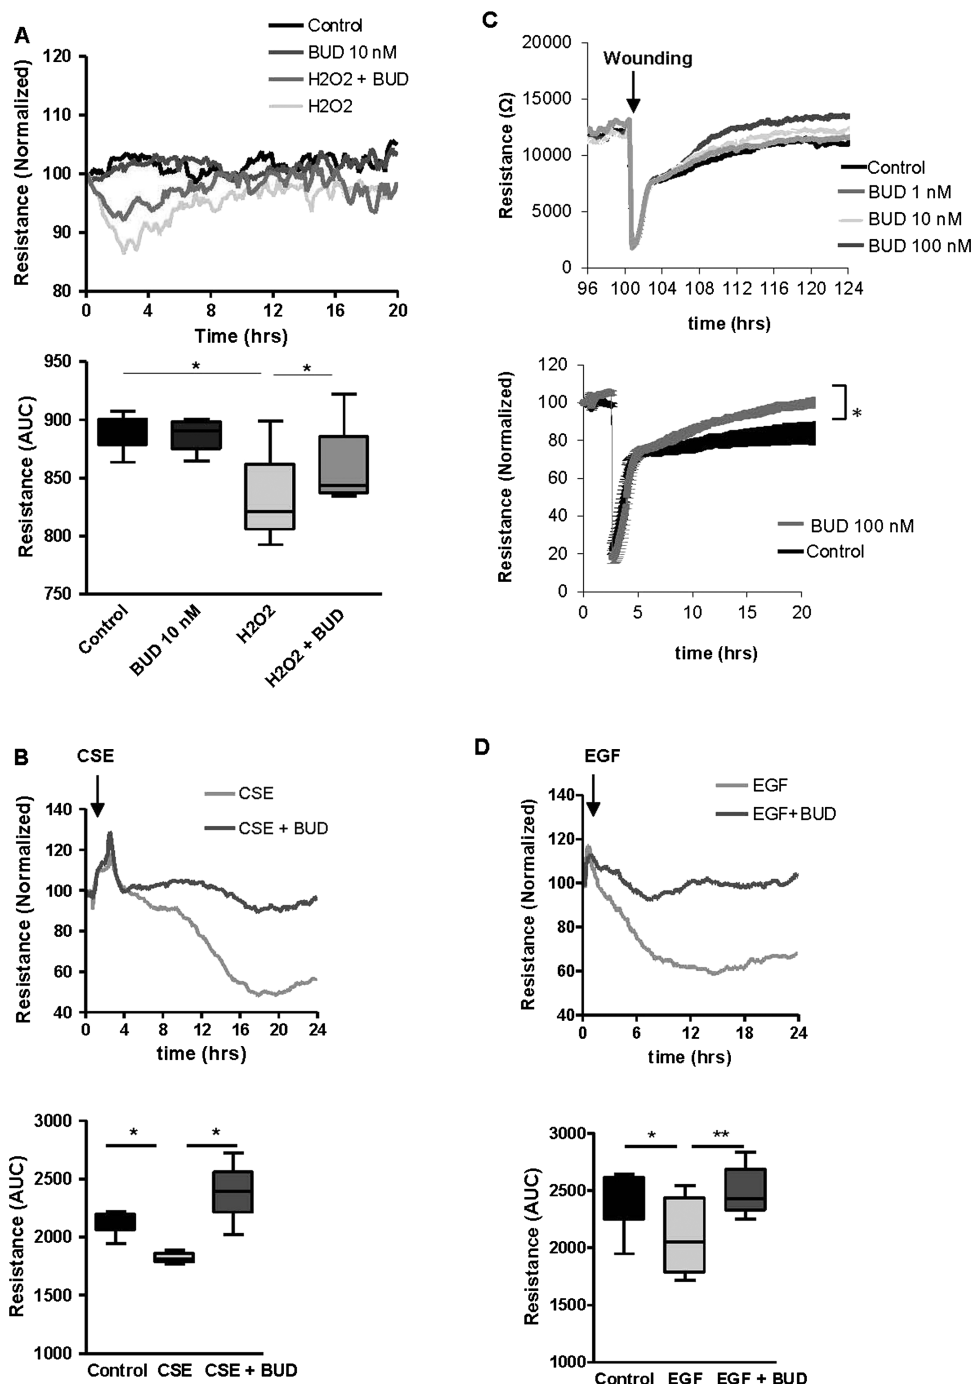 A
Control
BUD 10 nM
H2O2 + BUD
H2O2
Resistance (Normalized)
120
110
100
90
80
0 4 8 12 16 20
Time (hrs)
950
900
850
800
750
Resistance (AUC)
* *
Control
BUD 10 nM
H2O2
H2O2 + BUD
C
20000
15000
10000
5000
0
Resistance (Ω)
Wounding
Control
BUD 1 nM
BUD 10 nM
BUD 100 nM
96 100 104 108 112 116 120 124
time (hrs)
120
100
80
60
40
20
0
Resistance (Normalized)
*
BUD 100 nM
Control
0 5 10 15 20
time (hrs)
B
CSE
CSE
CSE + BUD
140
120
100
80
60
40
Resistance (Normalized)
0 4 8 12 16 20 24
time (hrs)
3000
2500
2000
1500
1000
Resistance (AUC)
* *
Control CSE CSE + BUD
D
EGF
EGF
EGF+BUD
140
120
100
80
60
40
Resistance (Normalized)
0 6 12 18 24
time (hrs)
3000
2500
2000
1500
1000
Resistance (AUC)
* **
Control EGF EGF + BUD